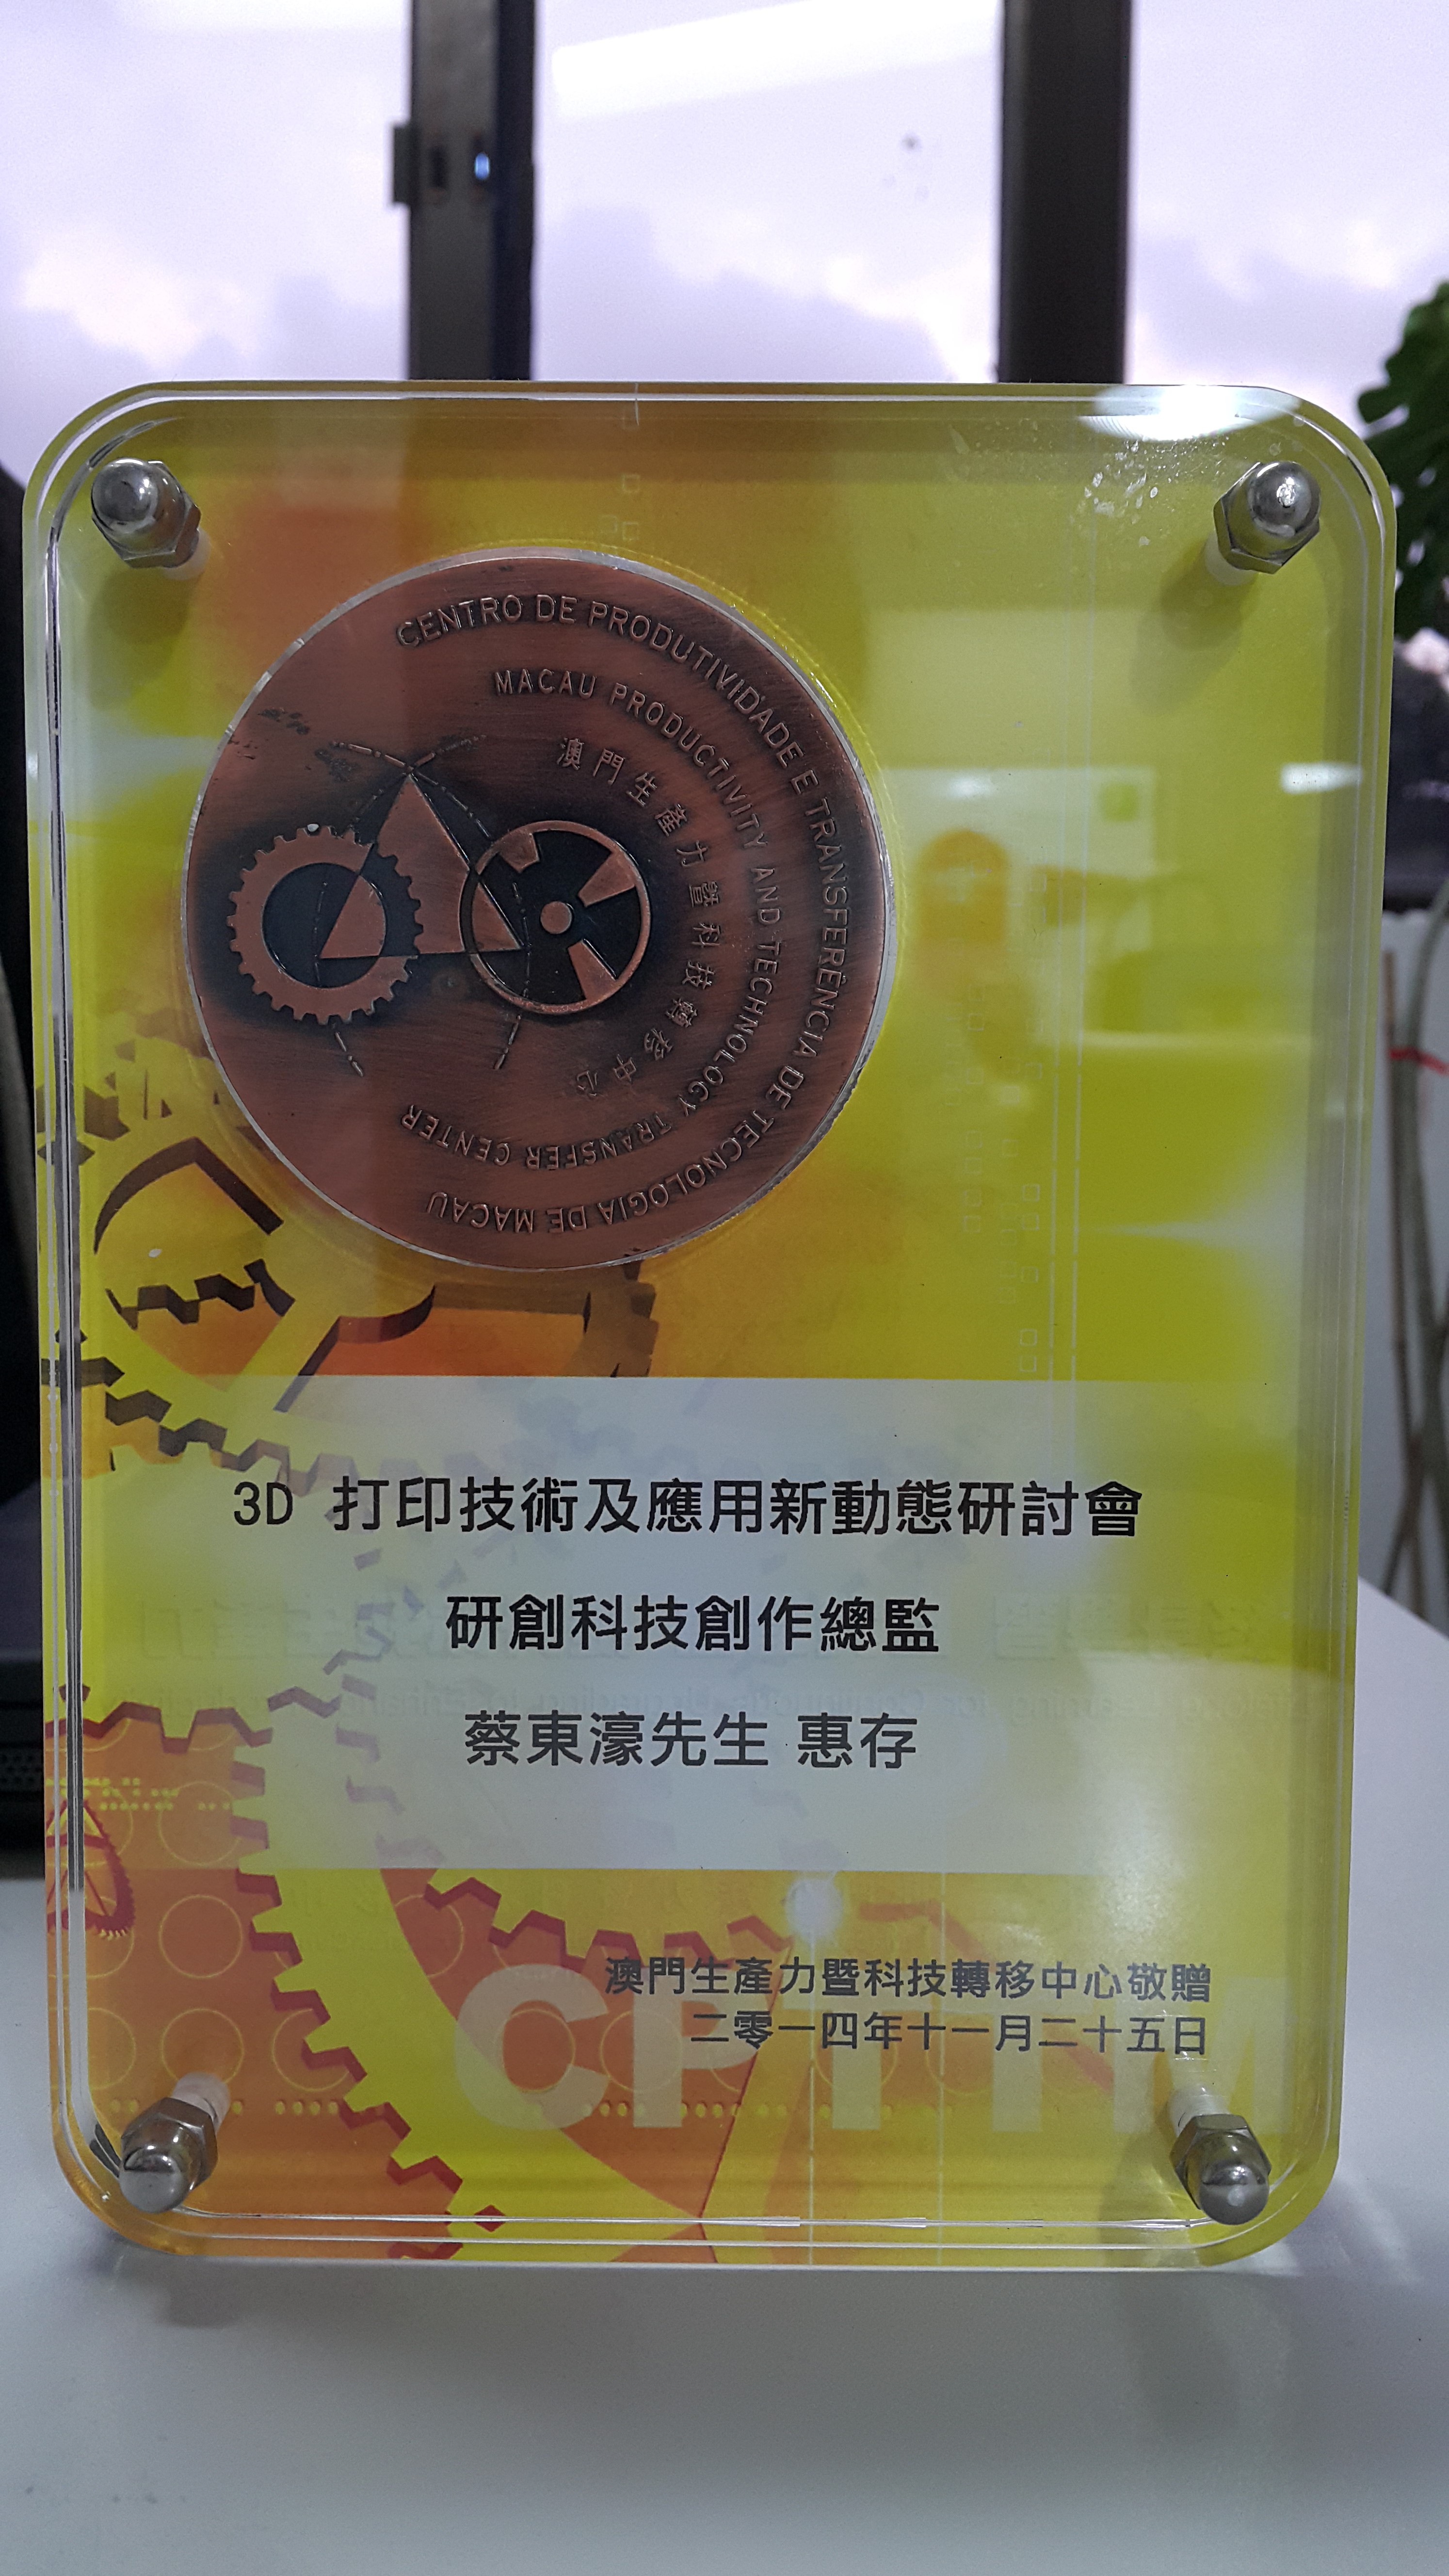 CENTRO DE PRODUTIVIDADE E TRANSFERÊNCIA DE TECNOLOGIA DE MACAU
MACAU PRODUCTIVITY AND TECHNOLOGY TRANSFER CENTER
澳門生產力暨科技轉移中心
3D 打印技術及應用新動態研討會
研創科技創作總監
蔡東濠先生 惠存
澳門生產力暨科技轉移中心敬贈
二零一四年十一月二十五日
CPTTM